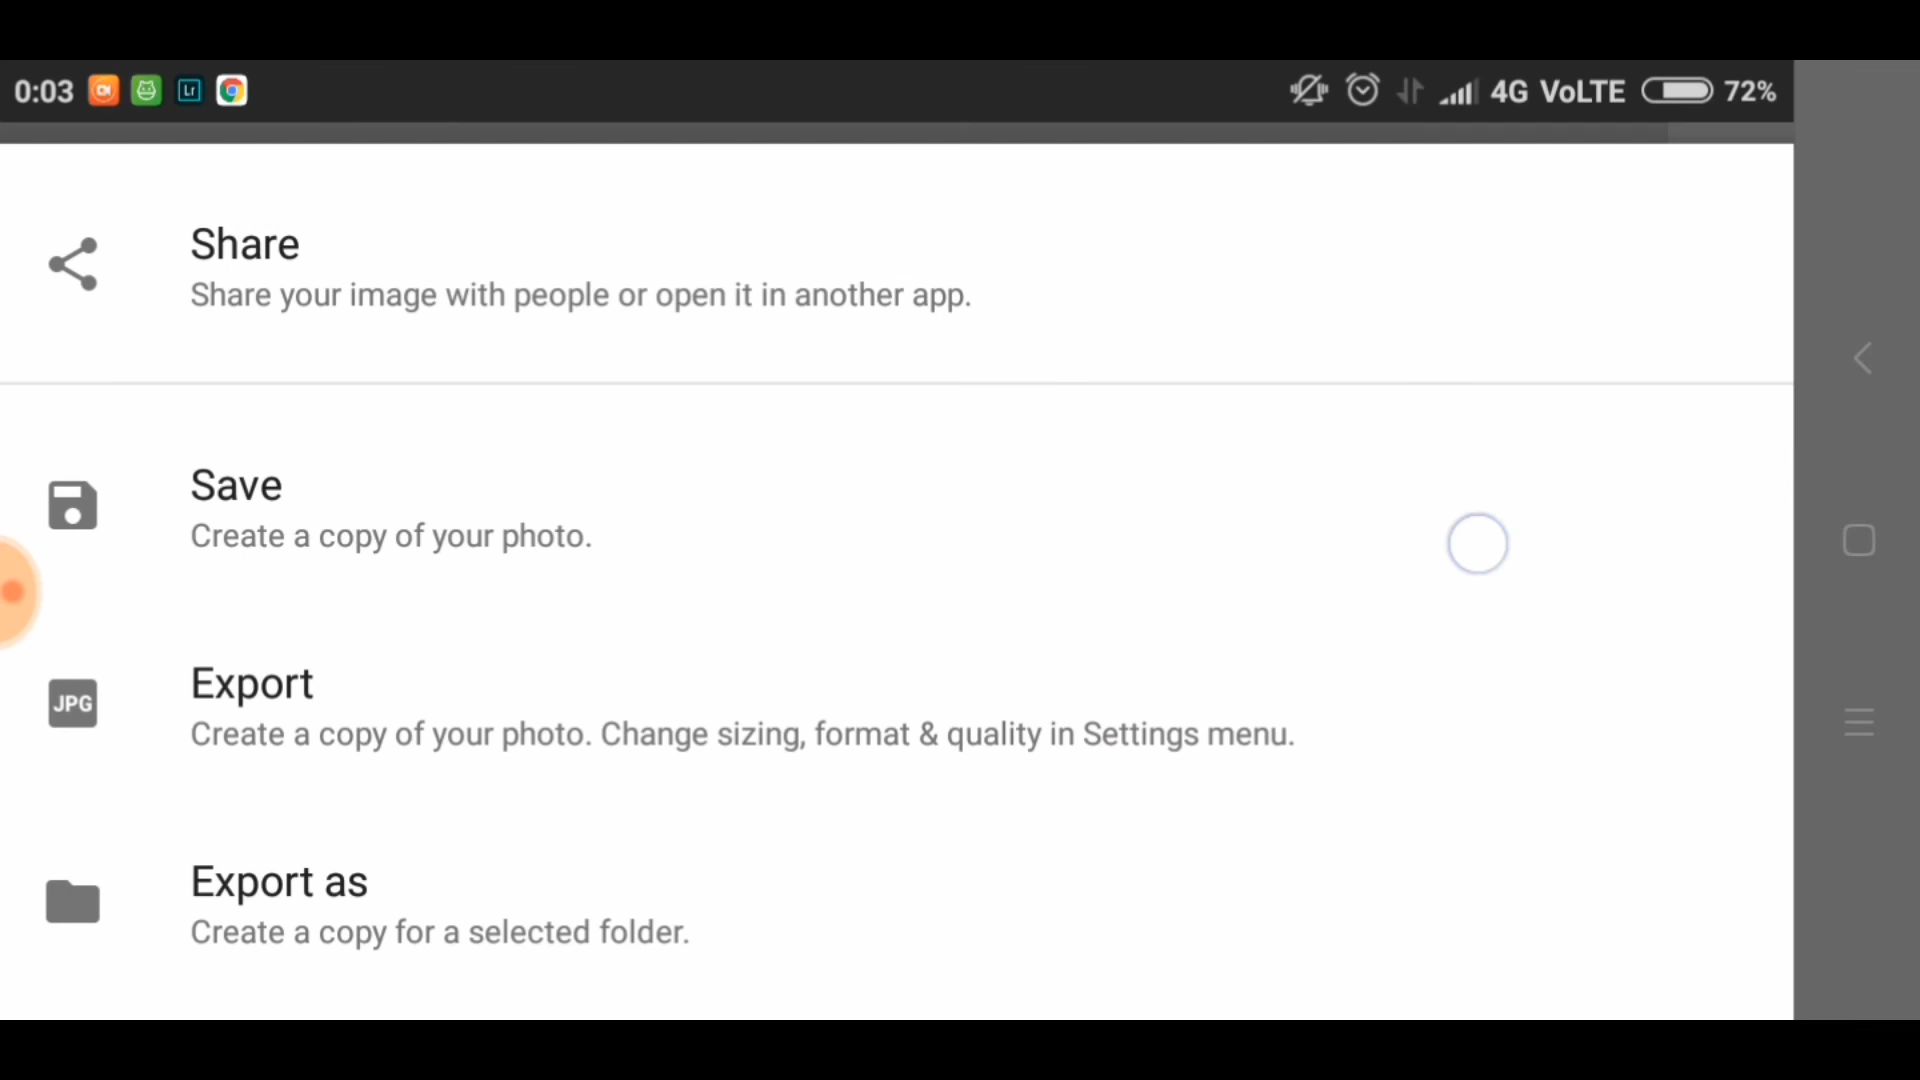 0:03 Lr 4G VoLTE 72%
Share
Share your image with people or open it in another app.
Save
Create a copy of your photo.
JPG
Export
Create a copy of your photo. Change sizing, format & quality in Settings menu.
Export as
Create a copy for a selected folder.